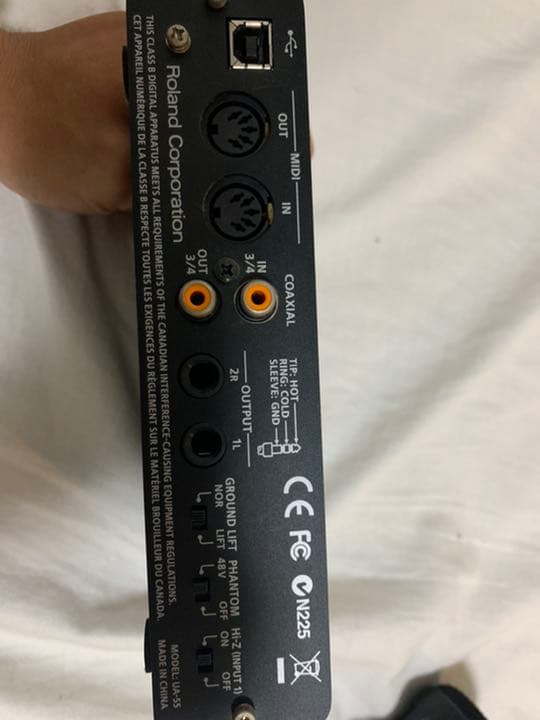 MIDI
OUT
IN
COAXIAL
IN
3/4
OUT
3/4
TIP: HOT
RING: COLD
SLEEVE: GND
OUTPUT
2R
1L
CE FC N225
GROUND LIFT
NOR LIFT
PHANTOM
48V OFF
Hi-Z (INPUT 1)
ON OFF
Roland Corporation
THIS CLASS B DIGITAL APPARATUS MEETS ALL REQUIREMENTS OF THE CANADIAN INTERFERENCE-CAUSING EQUIPMENT REGULATIONS.
CET APPAREIL NUMÉRIQUE DE LA CLASSE B RESPECTE TOUTES LES EXIGENCES DU RÈGLEMENT SUR LE MATÉRIEL BROUILLEUR DU CANADA.
MODEL: UA-55
MADE IN CHINA